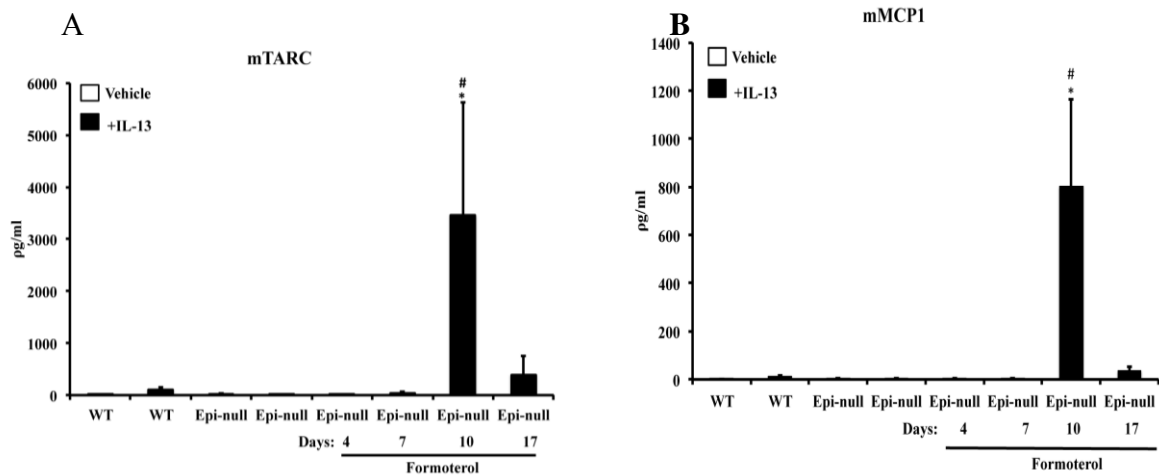 A
mTARC
Vehicle
+IL-13
#
*
6000
5000
4000
3000
2000
1000
0
ρg/ml
WT WT Epi-null Epi-null Epi-null Epi-null Epi-null Epi-null
Days: 4 7 10 17
Formoterol
B
mMCP1
Vehicle
+IL-13
#
*
1400
1200
1000
800
600
400
200
0
ρg/ml
WT WT Epi-null Epi-null Epi-null Epi-null Epi-null Epi-null
Days: 4 7 10 17
Formoterol